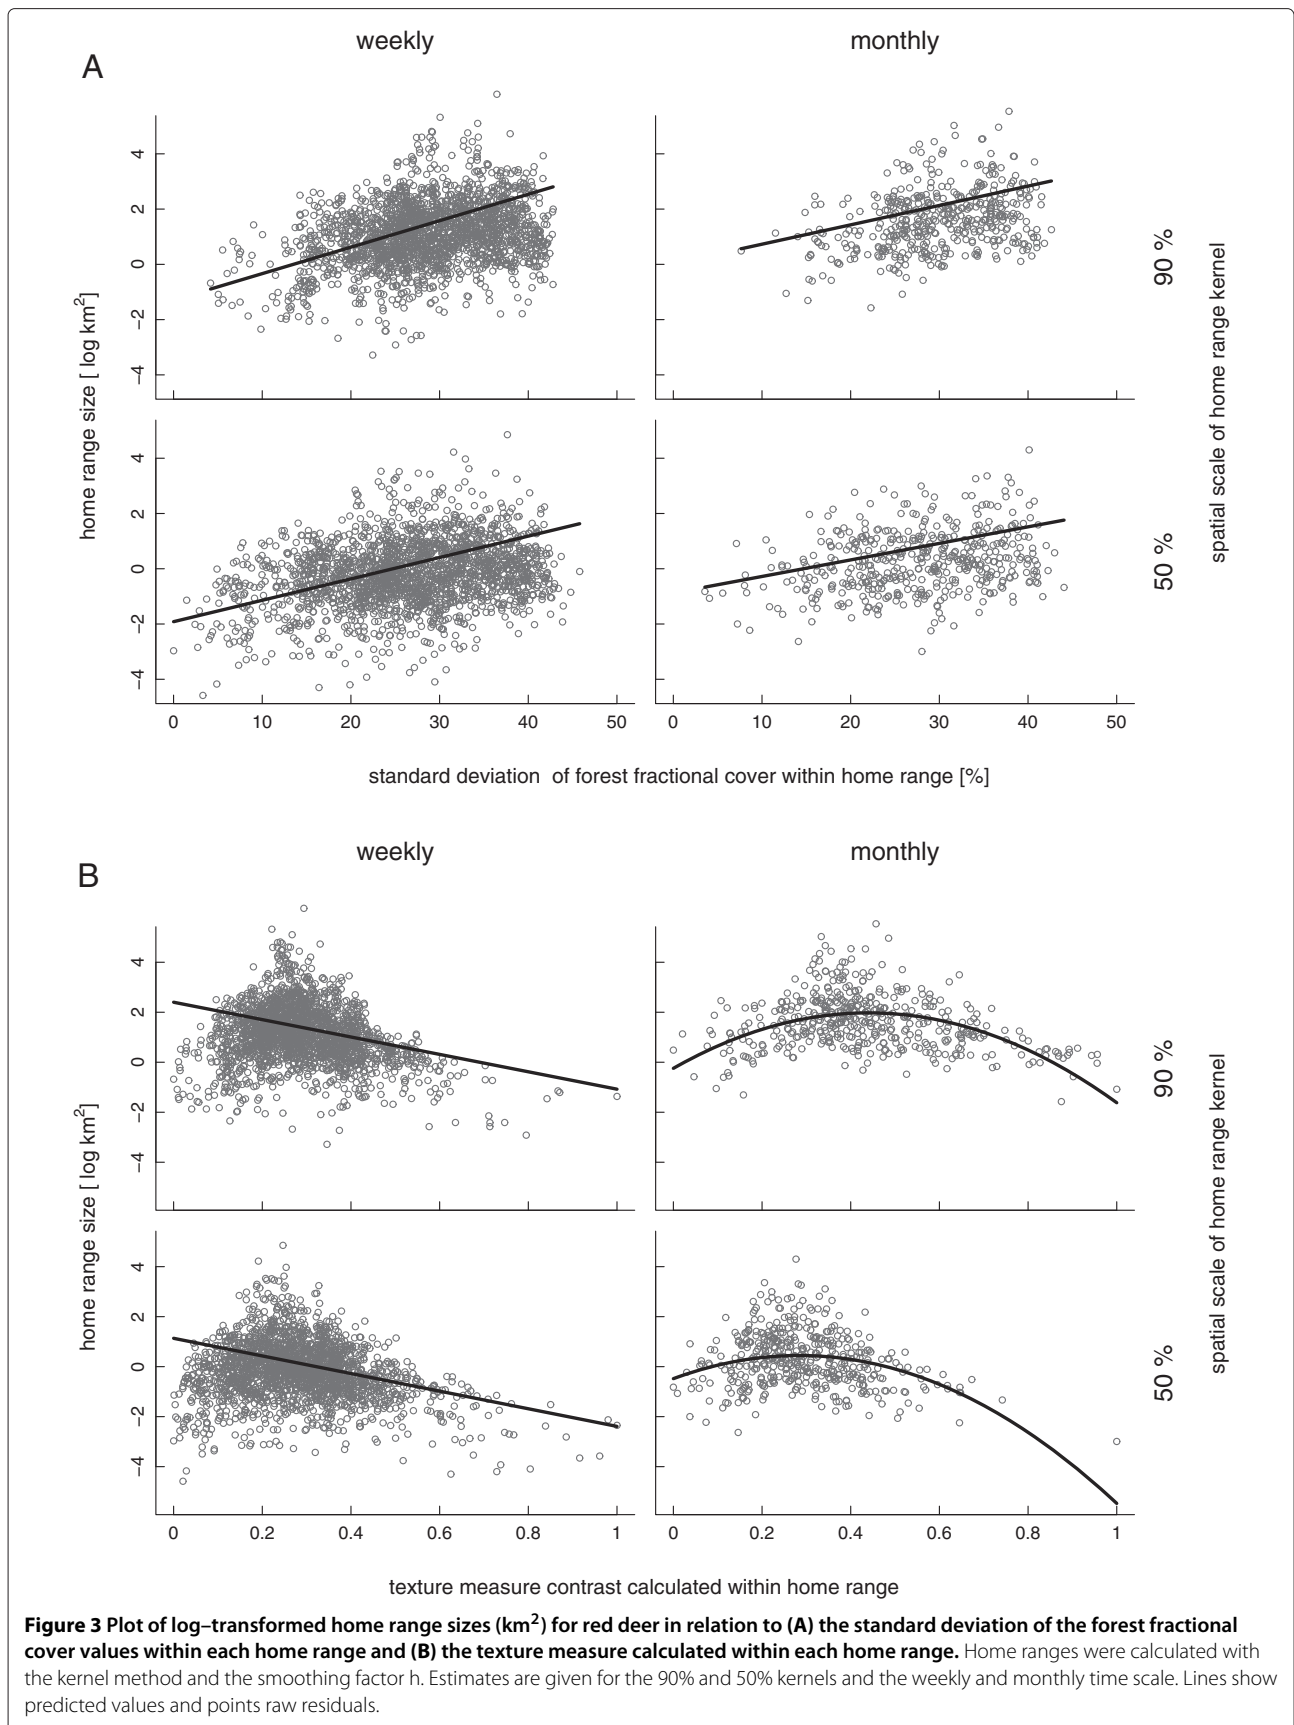 weekly
monthly
A
4
2
0
−2
−4
90 %
4
2
0
−2
−4
50 %
home range size [ log km²]
spatial scale of home range kernel
0 10 20 30 40 50
0 10 20 30 40 50
standard deviation of forest fractional cover within home range [%]
weekly
monthly
B
4
2
0
−2
−4
90 %
4
2
0
−2
−4
50 %
home range size [ log km²]
spatial scale of home range kernel
0 0.2 0.4 0.6 0.8 1
0 0.2 0.4 0.6 0.8 1
texture measure contrast calculated within home range
Figure 3 Plot of log–transformed home range sizes (km²) for red deer in relation to (A) the standard deviation of the forest fractional
cover values within each home range and (B) the texture measure calculated within each home range. Home ranges were calculated with
the kernel method and the smoothing factor h. Estimates are given for the 90% and 50% kernels and the weekly and monthly time scale. Lines show
predicted values and points raw residuals.